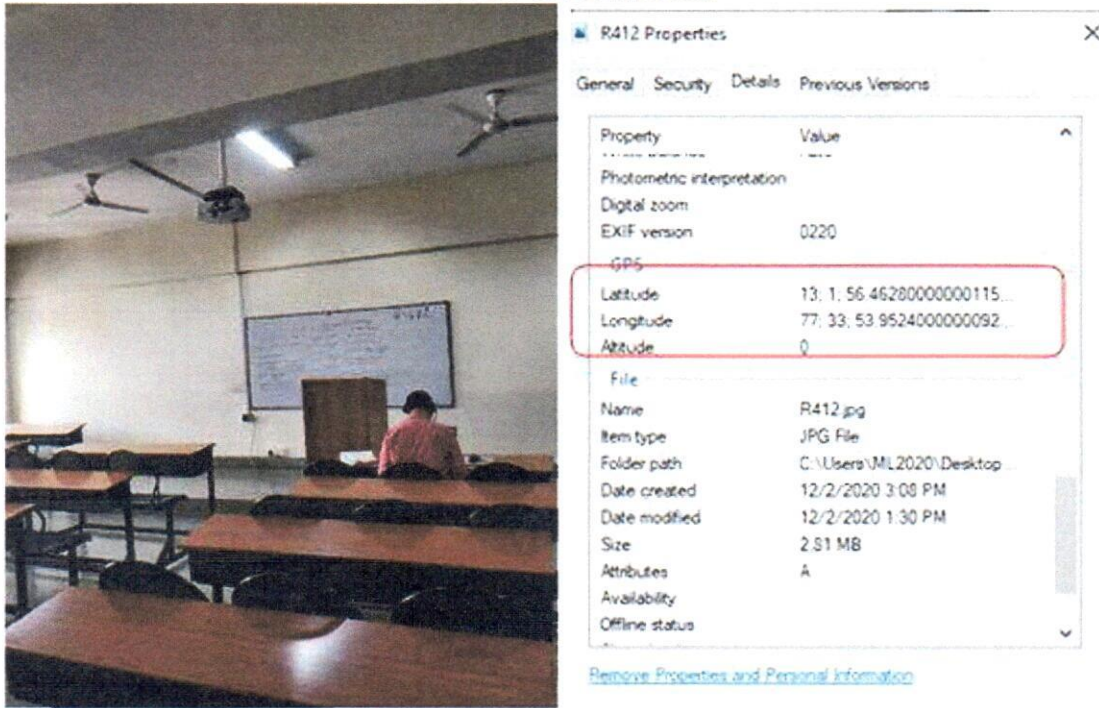 R412 Properties
General Security Details Previous Versions
Property Value
Photometric interpretation
Digital zoom
EXIF version 0220
GPS
Latitude 13; 1; 56.46280000000115...
Longitude 77; 33; 53.9524000000092...
Altitude 0
File
Name R412.jpg
Item type JPG File
Folder path C:\Users\ML2020\Desktop...
Date created 12/2/2020 3:08 PM
Date modified 12/2/2020 1:30 PM
Size 2.81 MB
Attributes A
Availability
Offline status
Remove Properties and Personal Information